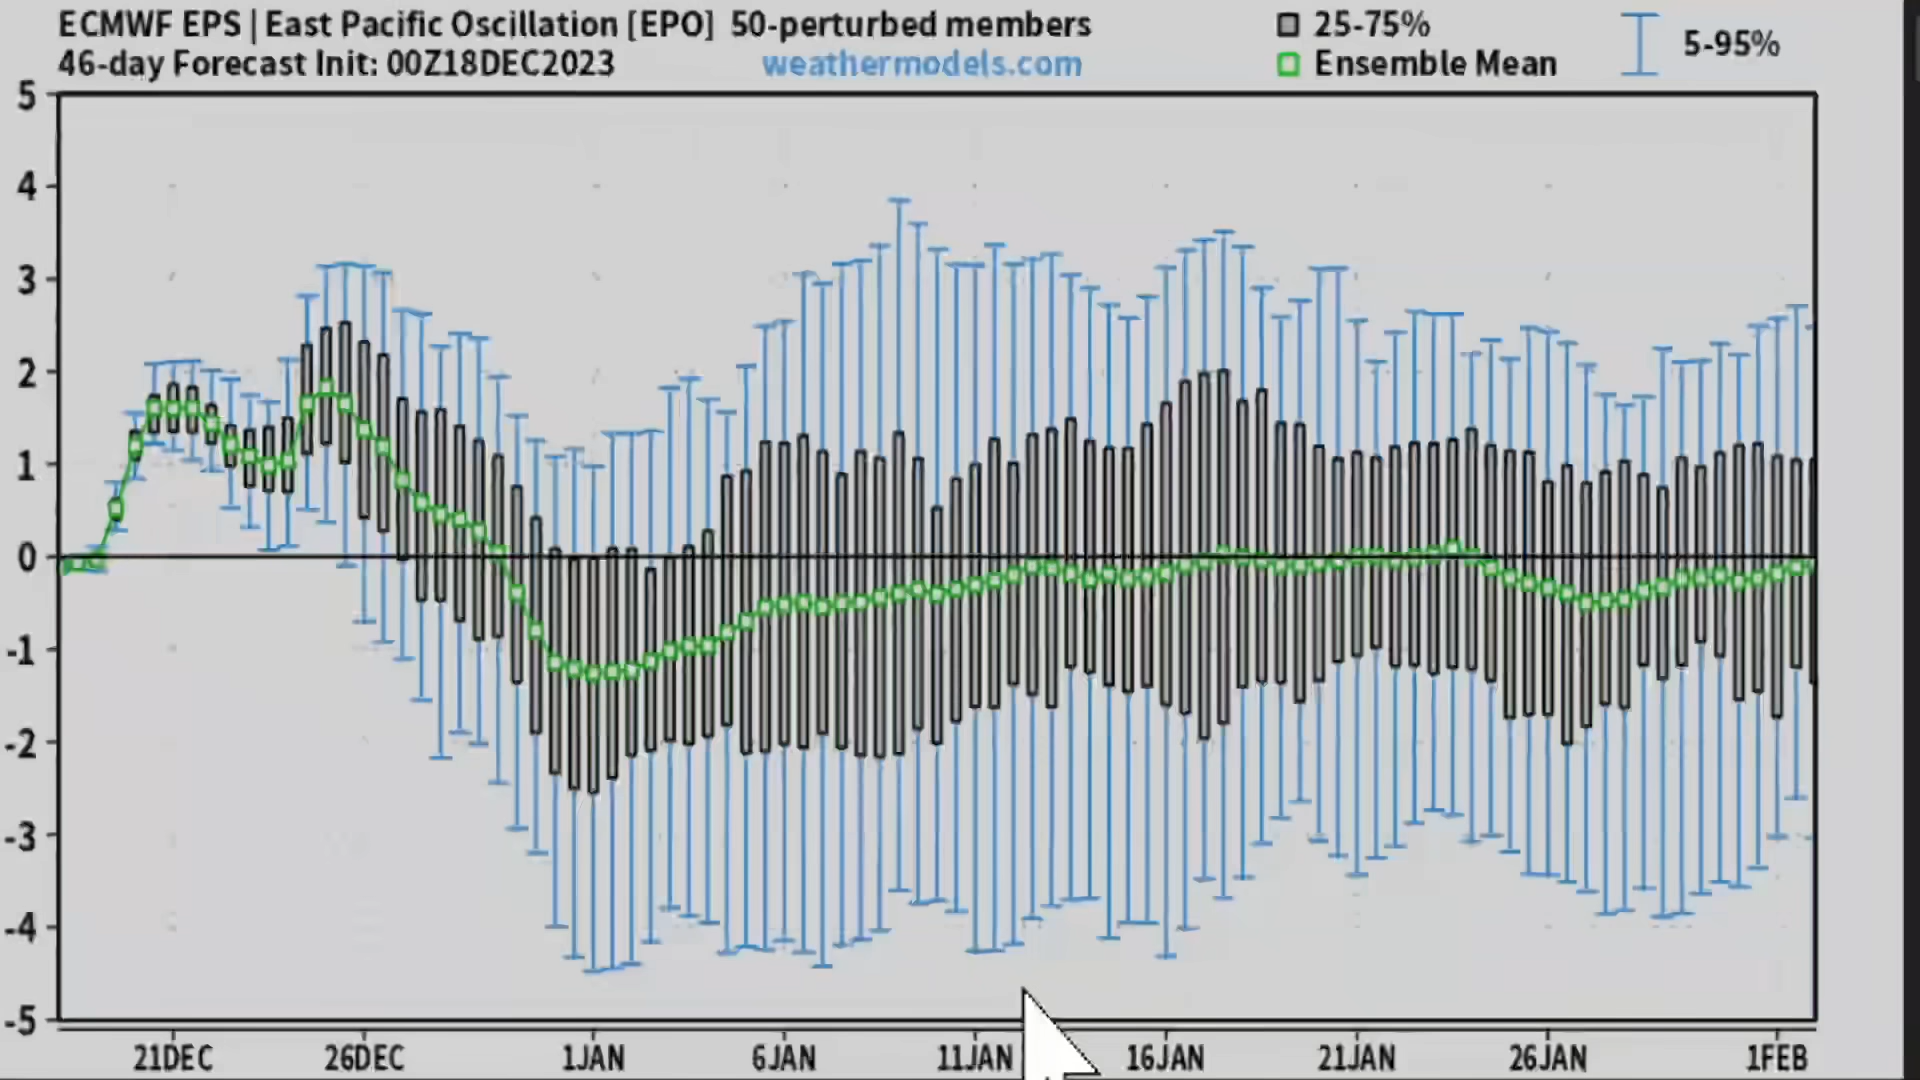 ECMWF EPS | East Pacific Oscillation [EPO] 50-perturbed members
46-day Forecast Init: 00Z18DEC2023
weathermodels.com
25-75%
Ensemble Mean
5-95%
5
4
3
2
1
0
-1
-2
-3
-4
-5
21DEC 26DEC 1JAN 6JAN 11JAN 16JAN 21JAN 26JAN 1FEB